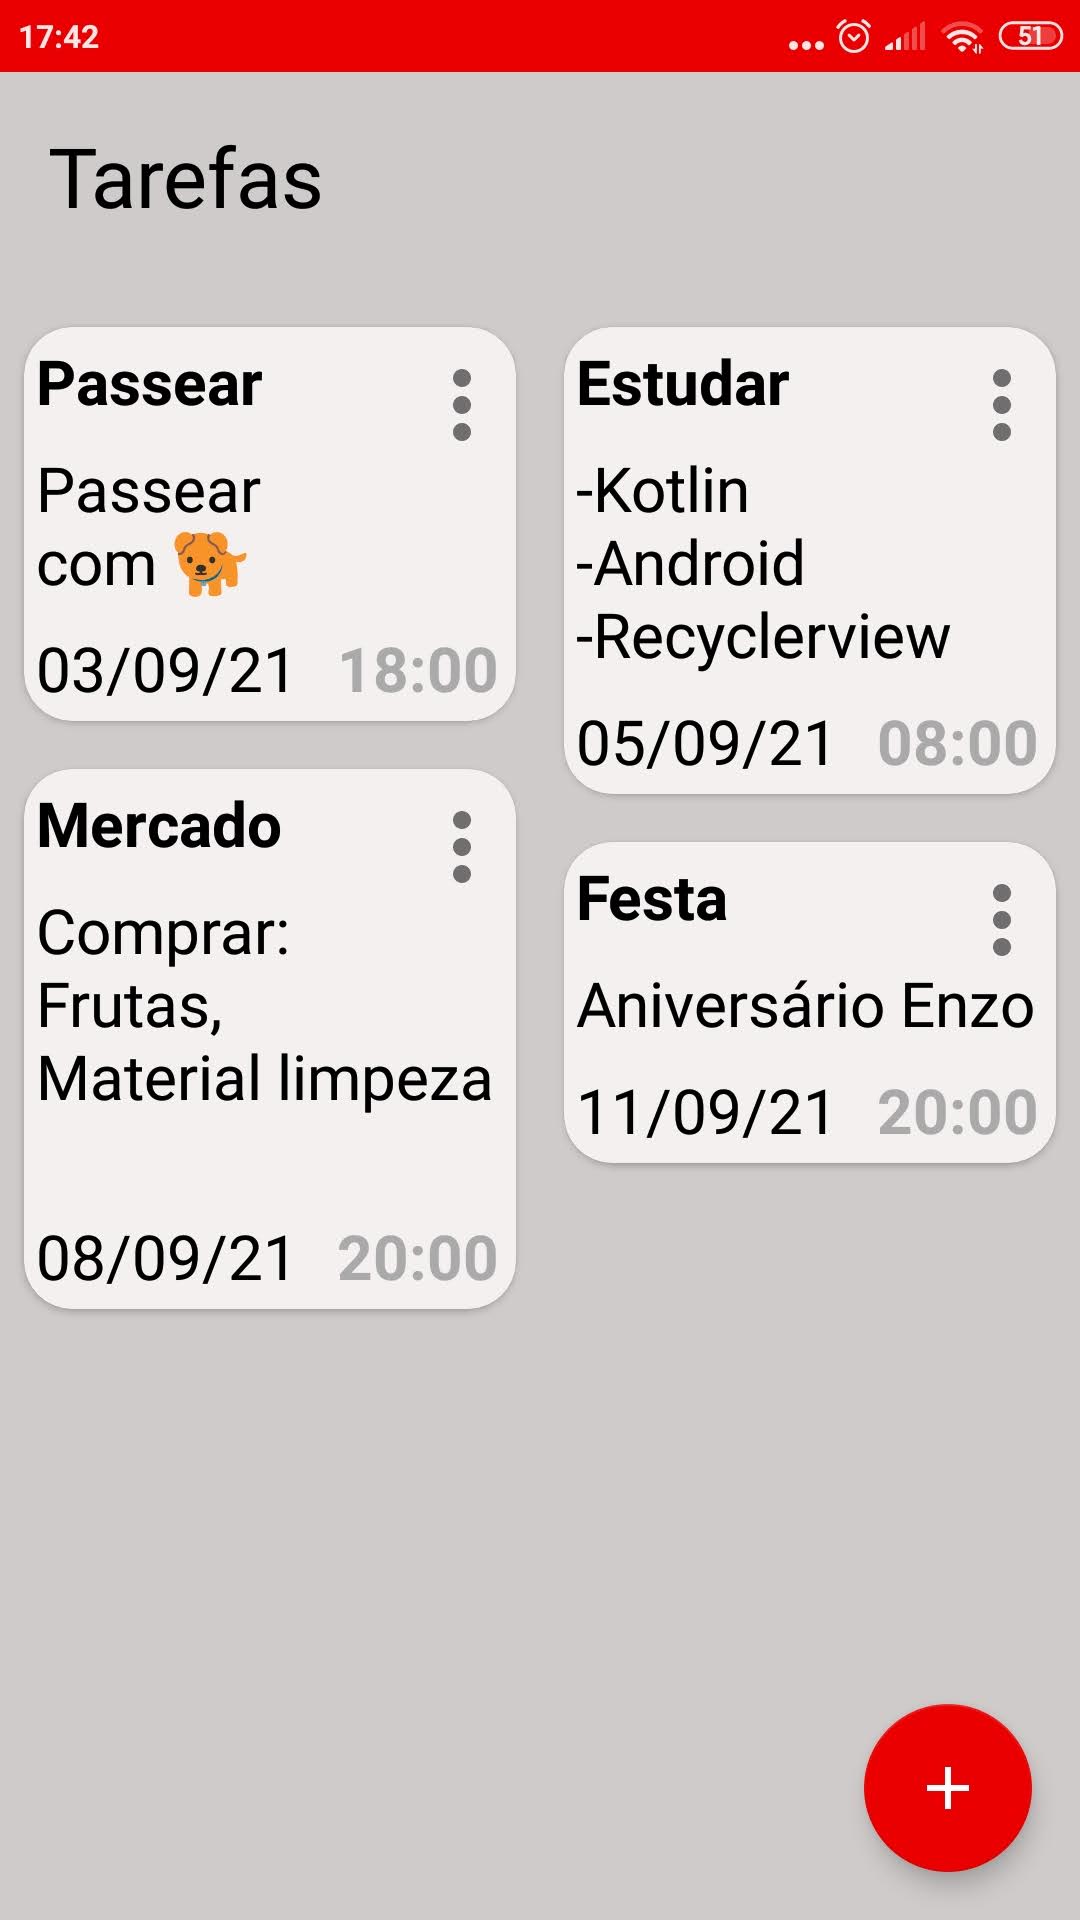 17:42
51
Tarefas
Passear
Passear
com 🐕
03/09/21 18:00
Estudar
-Kotlin
-Android
-Recyclerview
05/09/21 08:00
Mercado
Comprar:
Frutas,
Material limpeza
08/09/21 20:00
Festa
Aniversário Enzo
11/09/21 20:00
+